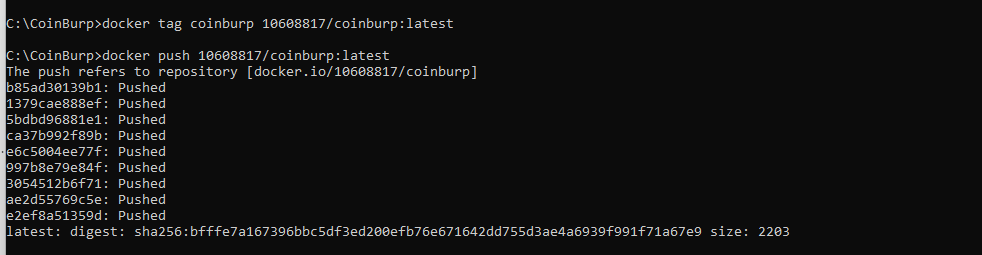 C:\CoinBurp>docker tag coinburp 10608817/coinburp:latest
C:\CoinBurp>docker push 10608817/coinburp:latest
The push refers to repository [docker.io/10608817/coinburp]
b85ad30139b1: Pushed
1379cae888ef: Pushed
5bdbd96881e1: Pushed
ca37b992f89b: Pushed
e6c5004ee77f: Pushed
997b8e79e84f: Pushed
3054512b6f71: Pushed
ae2d55769c5e: Pushed
e2ef8a51359d: Pushed
latest: digest: sha256:bfffe7a167396bbc5df3ed200efb76e671642dd755d3ae4a6939f991f71a67e9 size: 2203